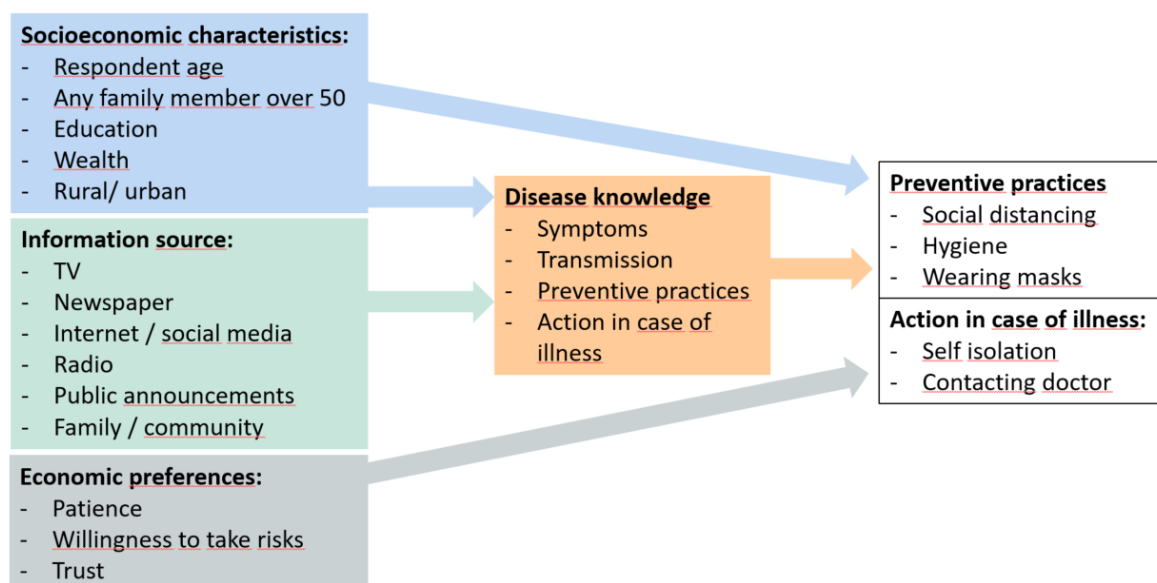 Socioeconomic characteristics:
- Respondent age
- Any family member over 50
- Education
- Wealth
- Rural/ urban
Information source:
- TV
- Newspaper
- Internet / social media
- Radio
- Public announcements
- Family / community
Economic preferences:
- Patience
- Willingness to take risks
- Trust
Disease knowledge
- Symptoms
- Transmission
- Preventive practices
- Action in case of
illness
Preventive practices
- Social distancing
- Hygiene
- Wearing masks
Action in case of illness:
- Self isolation
- Contacting doctor